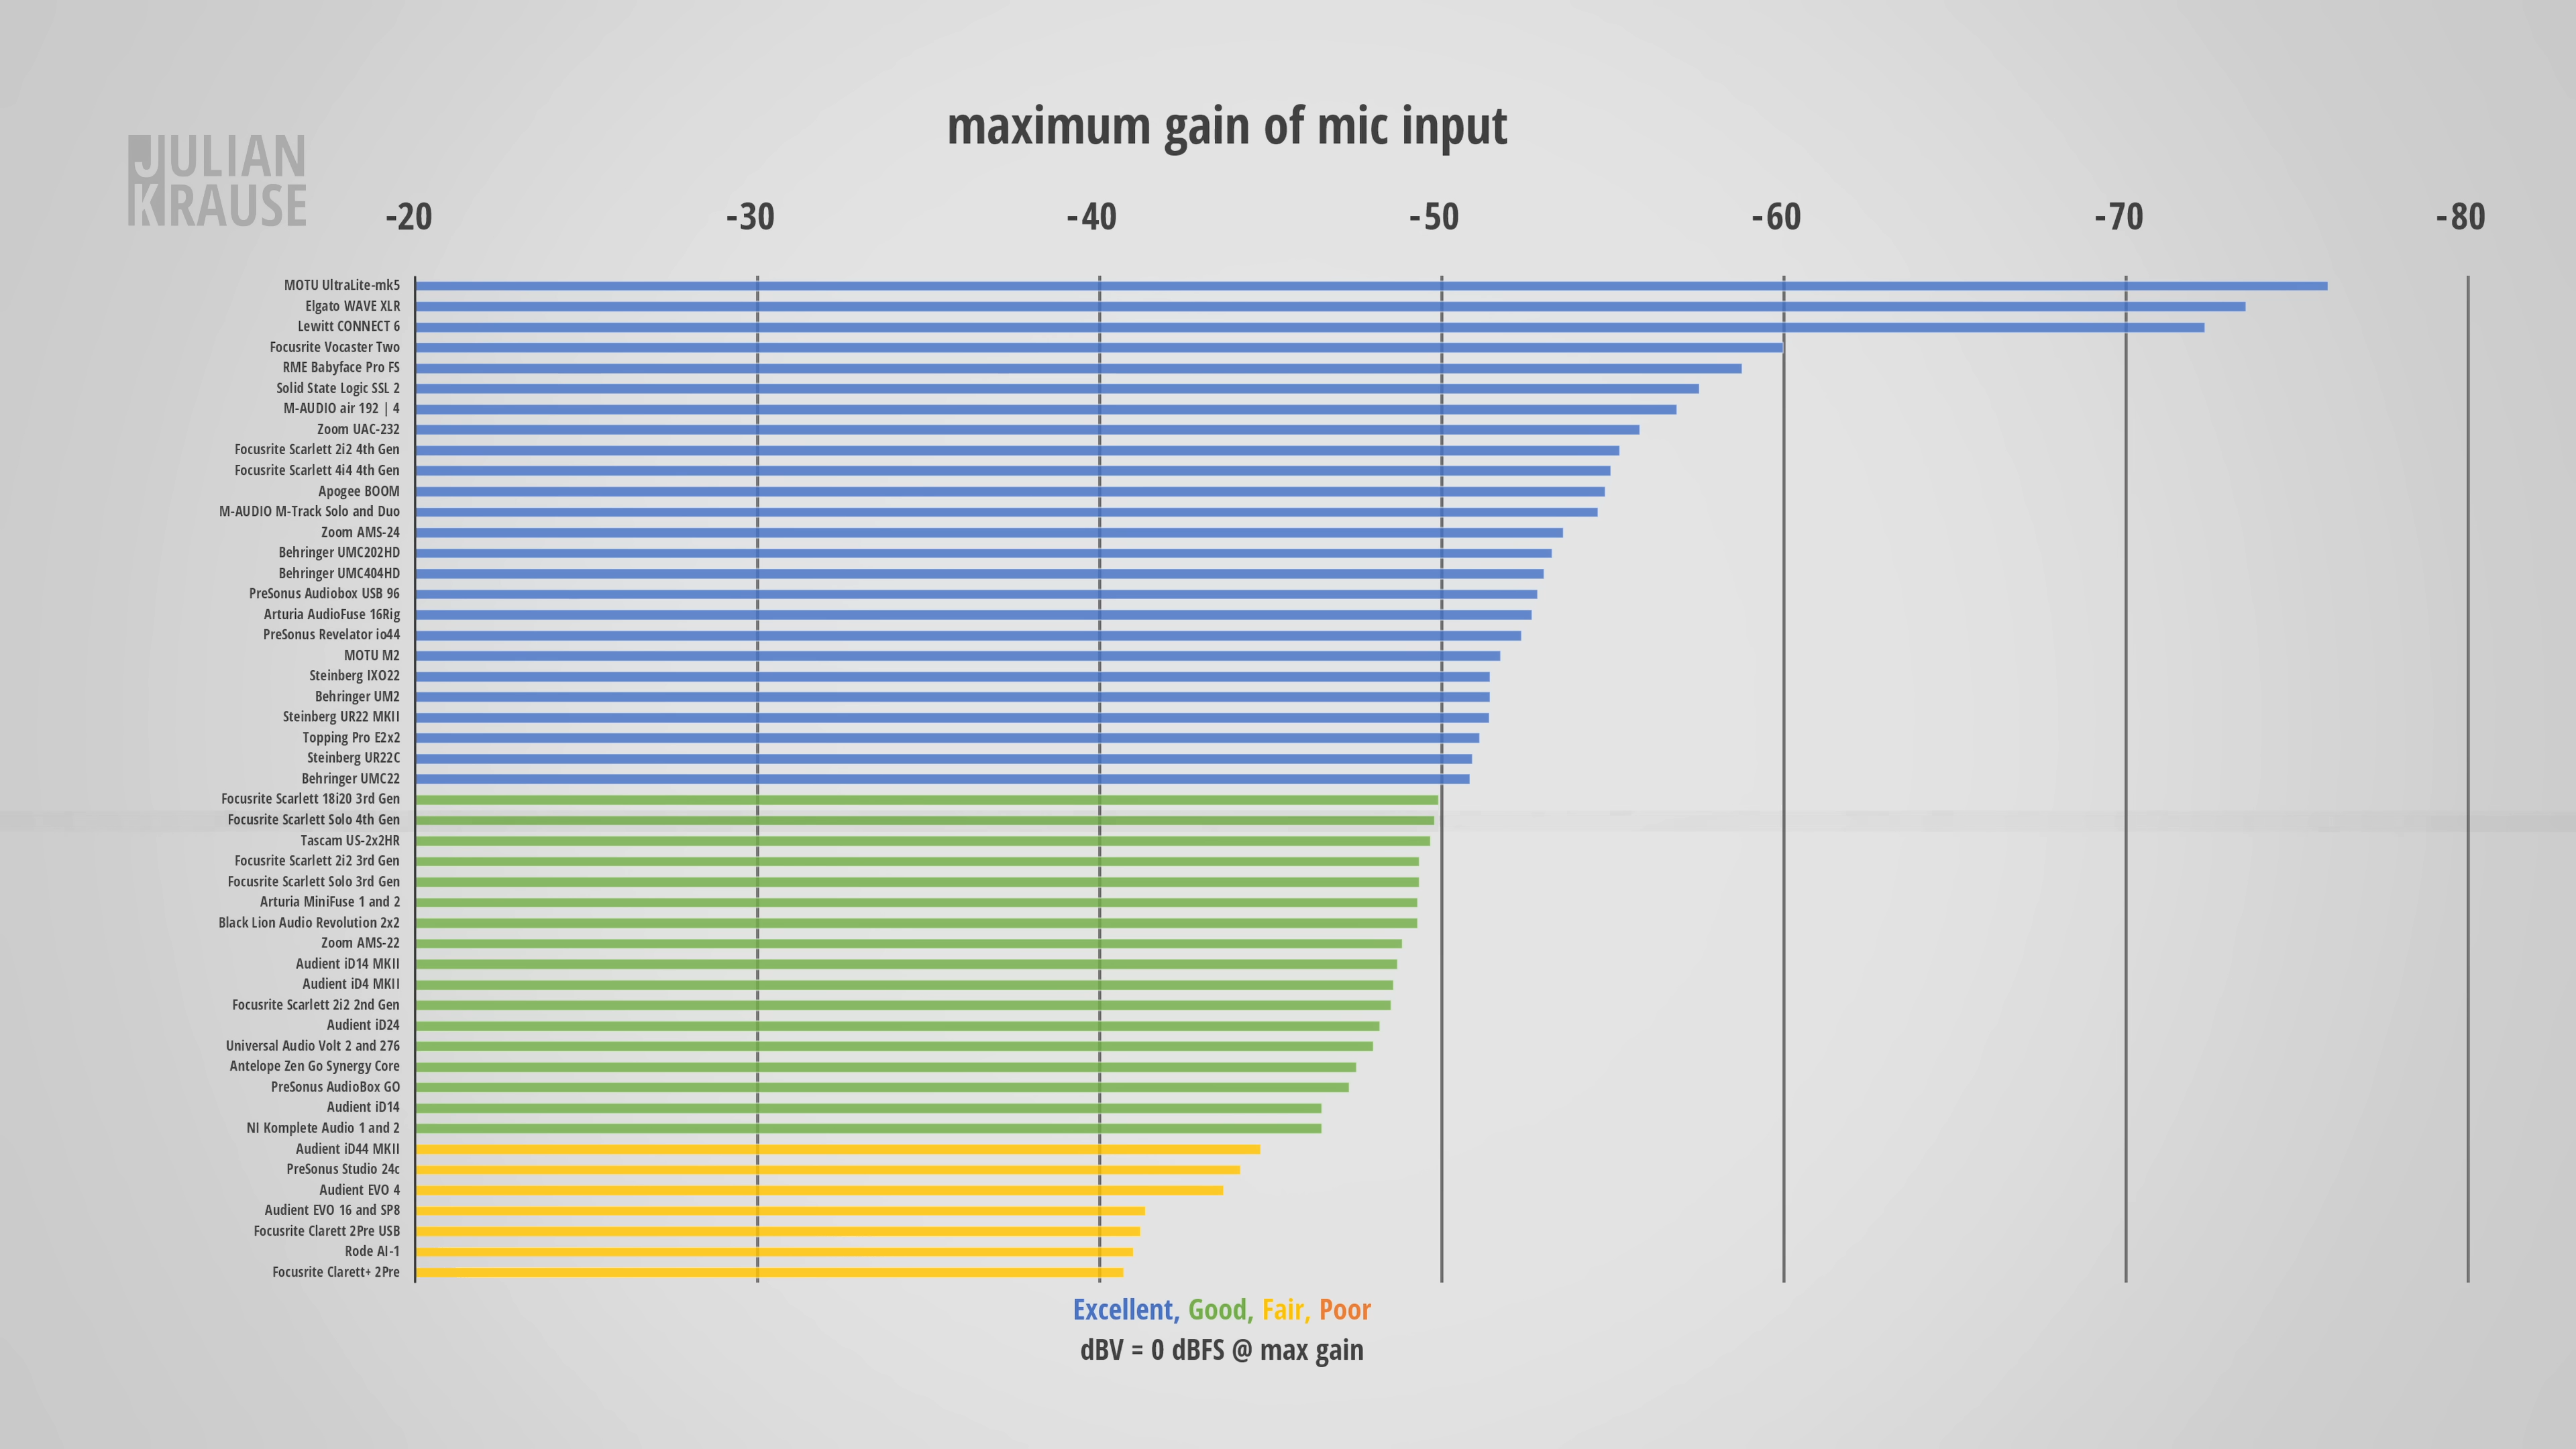 JULIAN
KRAUSE
maximum gain of mic input
-20 -30 -40 -50 -60 -70 -80
MOTU UltraLite-mk5
Elgato WAVE XLR
Lewitt CONNECT 6
Focusrite Vocaster Two
RME Babyface Pro FS
Solid State Logic SSL 2
M-AUDIO air 192 | 4
Zoom UAC-232
Focusrite Scarlett 2i2 4th Gen
Focusrite Scarlett 4i4 4th Gen
Apogee BOOM
M-AUDIO M-Track Solo and Duo
Zoom AMS-24
Behringer UMC202HD
Behringer UMC404HD
PreSonus Audiobox USB 96
Arturia AudioFuse 16Rig
PreSonus Revelator io44
MOTU M2
Steinberg IXO22
Behringer UM2
Steinberg UR22 MKII
Topping Pro E2x2
Steinberg UR22C
Behringer UMC22
Focusrite Scarlett 18i20 3rd Gen
Focusrite Scarlett Solo 4th Gen
Tascam US-2x2HR
Focusrite Scarlett 2i2 3rd Gen
Focusrite Scarlett Solo 3rd Gen
Arturia MiniFuse 1 and 2
Black Lion Audio Revolution 2x2
Zoom AMS-22
Audient iD14 MKII
Audient iD4 MKII
Focusrite Scarlett 2i2 2nd Gen
Audient iD24
Universal Audio Volt 2 and 276
Antelope Zen Go Synergy Core
PreSonus AudioBox GO
Audient iD14
NI Komplete Audio 1 and 2
Audient iD44 MKII
PreSonus Studio 24c
Audient EVO 4
Audient EVO 16 and SP8
Focusrite Clarett 2Pre USB
Rode AI-1
Focusrite Clarett+ 2Pre
Excellent, Good, Fair, Poor
dBV = 0 dBFS @ max gain